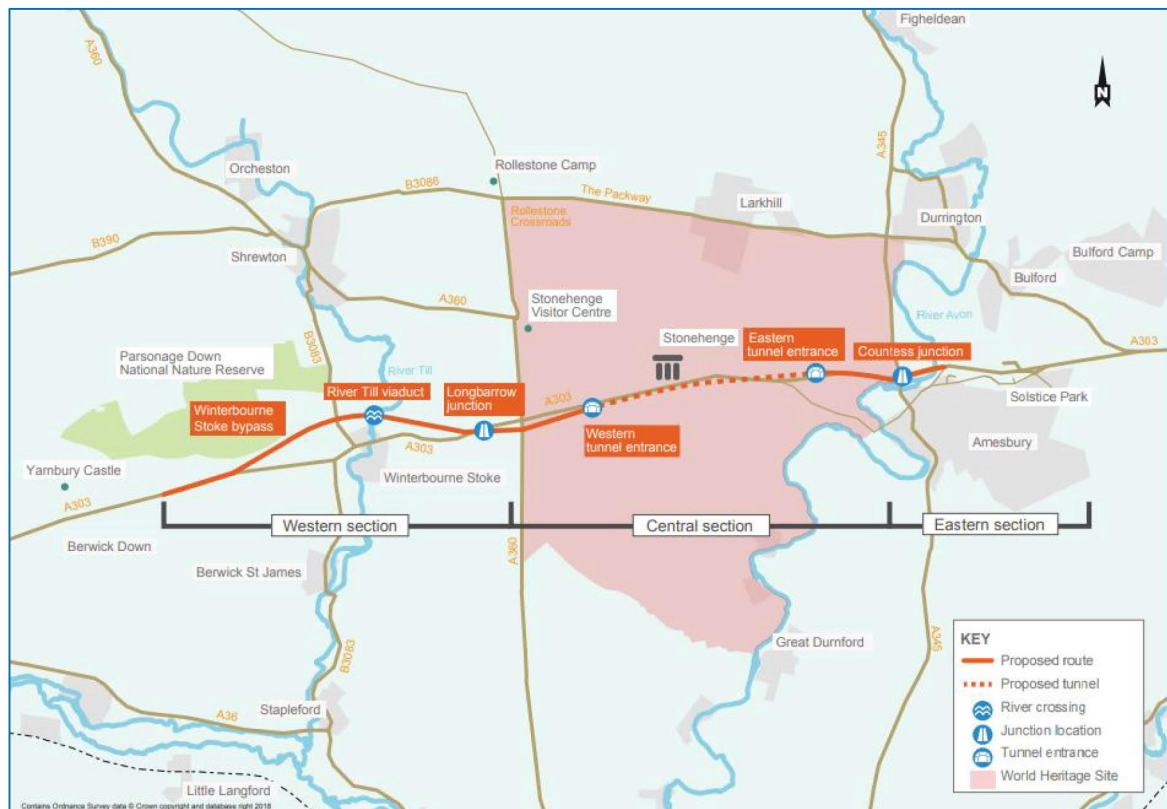 Figheldean
A360
N
A345
Orcheston
Rollestone Camp
B3086
The Packway
Larkhill
Rollestone
Crossroads
Durrington
B390
Shrewton
Bulford Camp
Bulford
A360
Stonehenge
Visitor Centre
River Avon
B3083
Stonehenge
Eastern
tunnel entrance
Countess junction
A303
Parsonage Down
National Nature Reserve
River Till
River Till viaduct
Longbarrow
junction
A303
Solstice Park
Winterbourne
Stoke bypass
Western
tunnel entrance
Amesbury
A303
Yarnbury Castle
Winterbourne Stoke
A303
Western section
Central section
Eastern section
Berwick Down
A360
Berwick St James
Great Durnford
A345
B3083
Stapleford
A36
Little Langford
KEY
Proposed route
Proposed tunnel
River crossing
Junction location
Tunnel entrance
World Heritage Site
Contains Ordnance Survey data © Crown copyright and database right 2018